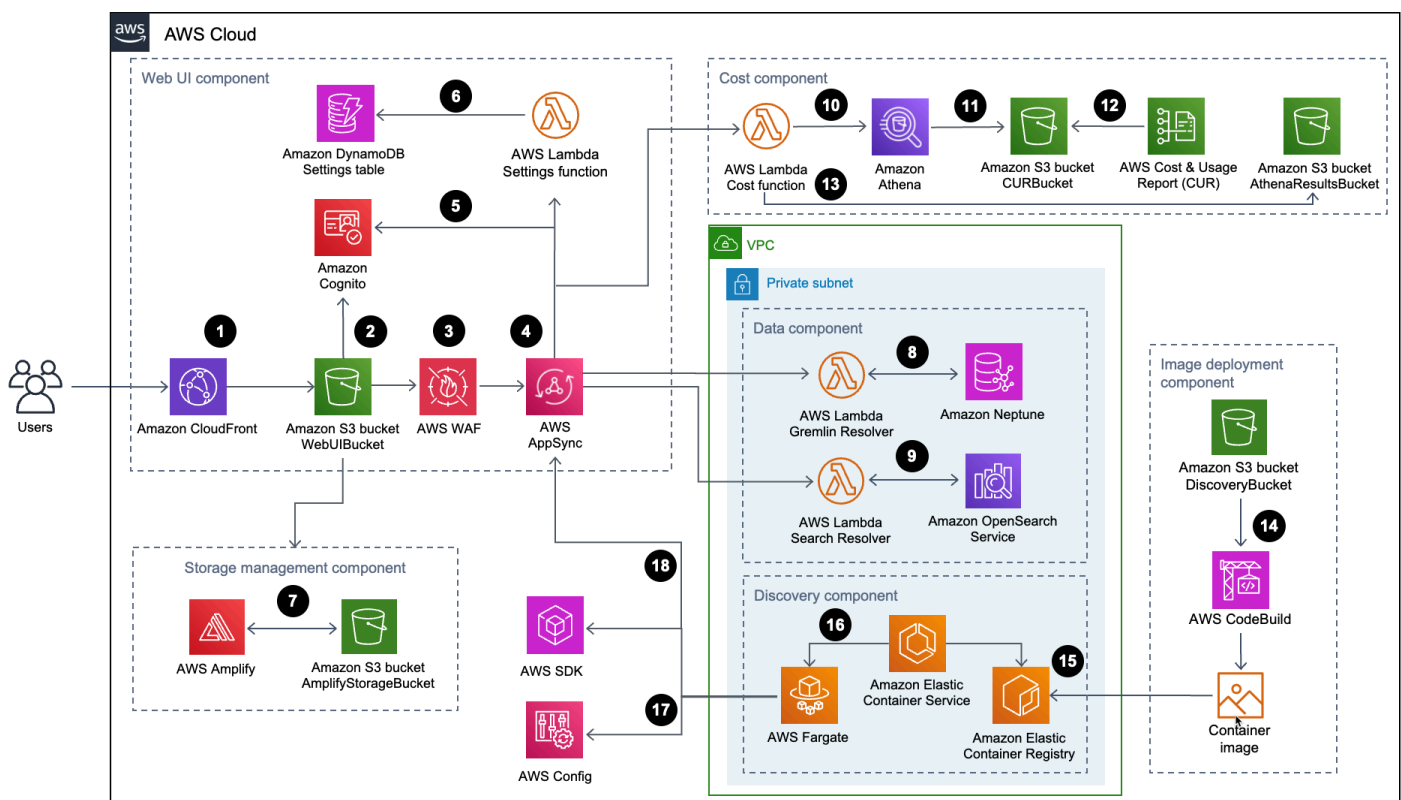 aws
AWS Cloud
Web UI component
6
Amazon DynamoDB
Settings table
AWS Lambda
Settings function
5
Amazon
Cognito
1
2
3
4
Users
Amazon CloudFront
Amazon S3 bucket
WebUIBucket
AWS WAF
AWS
AppSync
Cost component
10
11
12
AWS Lambda
Cost function
13
Amazon
Athena
Amazon S3 bucket
CURBucket
AWS Cost & Usage
Report (CUR)
Amazon S3 bucket
AthenaResultsBucket
VPC
Private subnet
Data component
8
AWS Lambda
Gremlin Resolver
Amazon Neptune
9
AWS Lambda
Search Resolver
Amazon OpenSearch
Service
Image deployment
component
Amazon S3 bucket
DiscoveryBucket
14
AWS CodeBuild
Container
image
Storage management component
7
AWS Amplify
Amazon S3 bucket
AmplifyStorageBucket
18
AWS SDK
17
AWS Config
Discovery component
16
15
Amazon Elastic
Container Service
AWS Fargate
Amazon Elastic
Container Registry